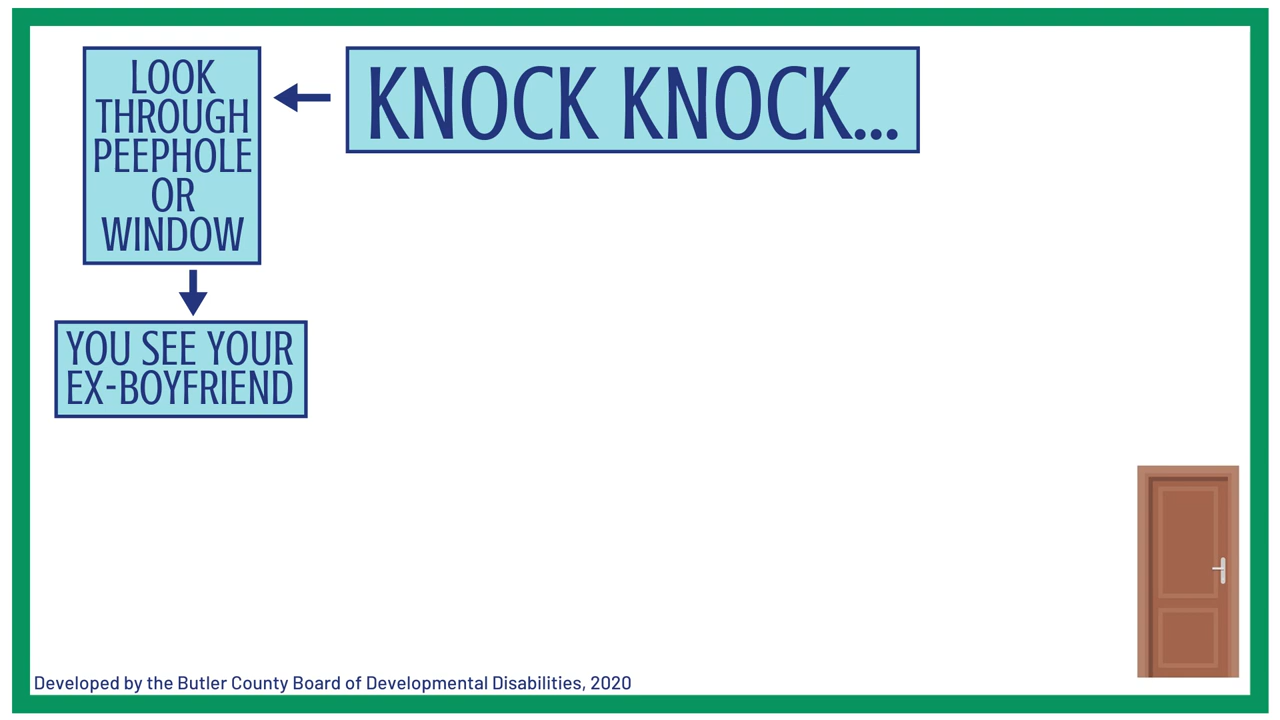 KNOCK KNOCK...
LOOK
THROUGH
PEEPHOLE
OR
WINDOW
YOU SEE YOUR
EX-BOYFRIEND
Developed by the Butler County Board of Developmental Disabilities, 2020